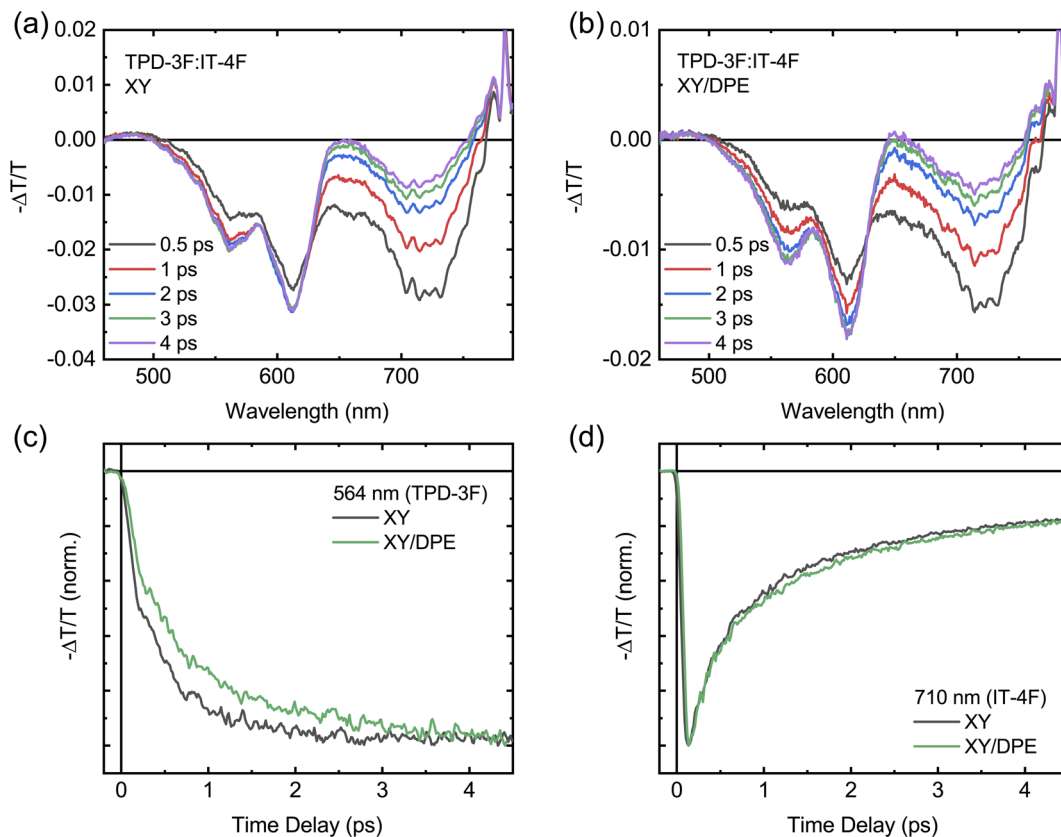 (a)
0.02
0.01
0.00
-0.01
-0.02
-0.03
-0.04
-ΔT/T
TPD-3F:IT-4F
XY
0.5 ps
1 ps
2 ps
3 ps
4 ps
500 600 700
Wavelength (nm)
(b)
0.01
0.00
-0.01
-0.02
-ΔT/T
TPD-3F:IT-4F
XY/DPE
0.5 ps
1 ps
2 ps
3 ps
4 ps
500 600 700
Wavelength (nm)
(c)
-ΔT/T (norm.)
564 nm (TPD-3F)
XY
XY/DPE
0 1 2 3 4
Time Delay (ps)
(d)
-ΔT/T (norm.)
710 nm (IT-4F)
XY
XY/DPE
0 1 2 3 4
Time Delay (ps)